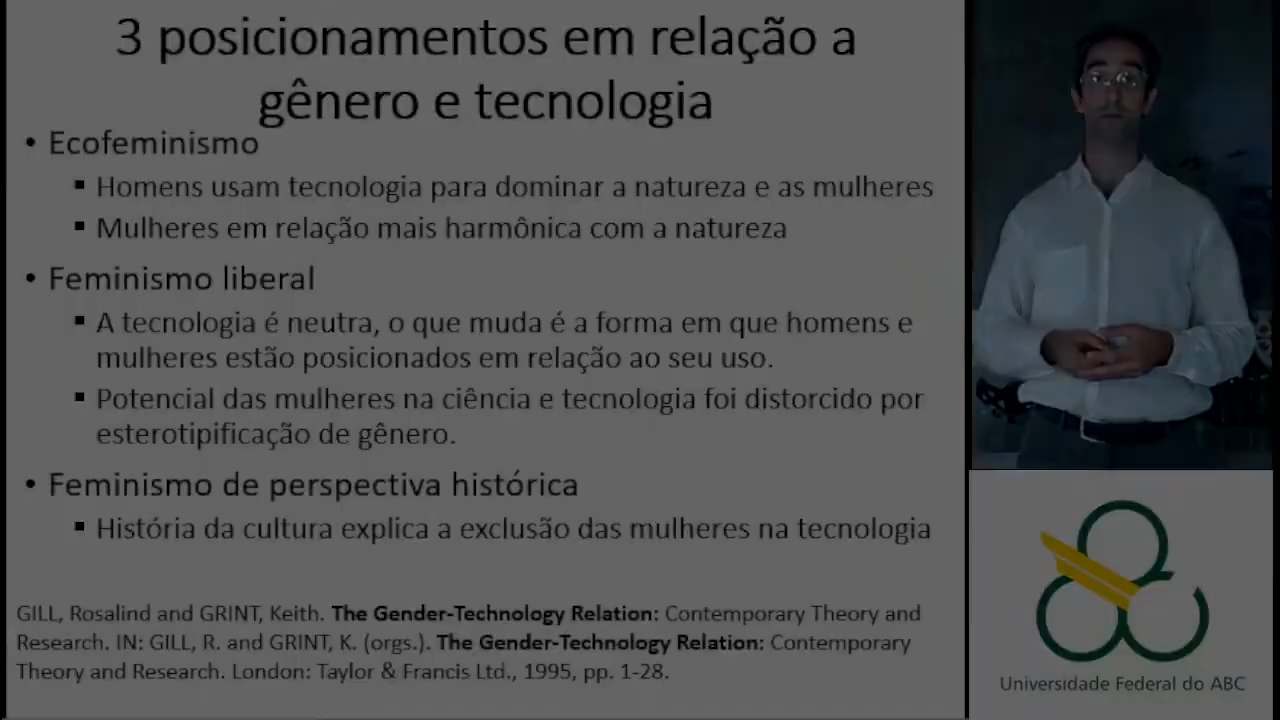 3 posicionamentos em relação a
gênero e tecnologia
• Ecofeminismo
▪ Homens usam tecnologia para dominar a natureza e as mulheres
▪ Mulheres em relação mais harmônica com a natureza
• Feminismo liberal
▪ A tecnologia é neutra, o que muda é a forma em que homens e
mulheres estão posicionados em relação ao seu uso.
▪ Potencial das mulheres na ciência e tecnologia foi distorcido por
esterotipificação de gênero.
• Feminismo de perspectiva histórica
▪ História da cultura explica a exclusão das mulheres na tecnologia
GILL, Rosalind and GRINT, Keith. The Gender-Technology Relation: Contemporary Theory and
Research. IN: GILL, R. and GRINT, K. (orgs.). The Gender-Technology Relation: Contemporary
Theory and Research. London: Taylor & Francis Ltd., 1995, pp. 1-28.
Universidade Federal do ABC